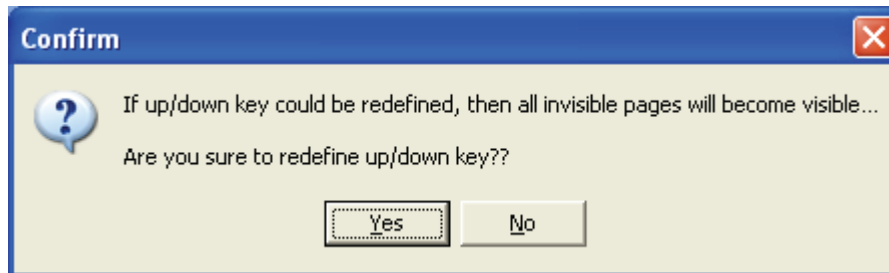 Confirm
If up/down key could be redefined, then all invisible pages will become visible...
Are you sure to redefine up/down key??
Yes
No